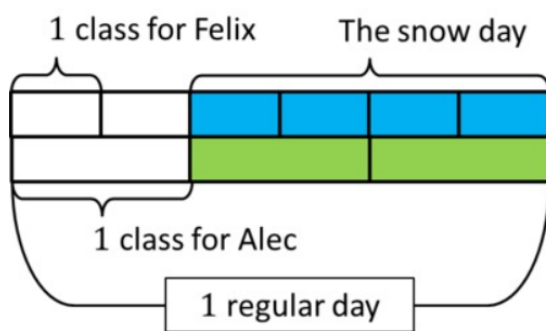 1 class for Felix
The snow day
1 class for Alec
1 regular day